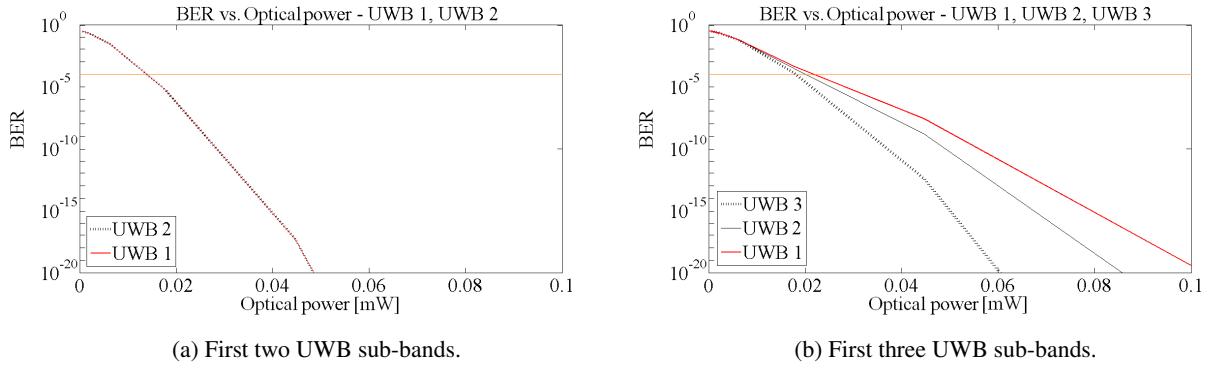 BER vs. Optical power - UWB 1, UWB 2
10^0
10^-5
10^-10
10^-15
10^-20
BER
UWB 2
UWB 1
0 0.02 0.04 0.06 0.08 0.1
Optical power [mW]
(a) First two UWB sub-bands.
BER vs. Optical power - UWB 1, UWB 2, UWB 3
10^0
10^-5
10^-10
10^-15
10^-20
BER
UWB 3
UWB 2
UWB 1
0 0.02 0.04 0.06 0.08 0.1
Optical power [mW]
(b) First three UWB sub-bands.